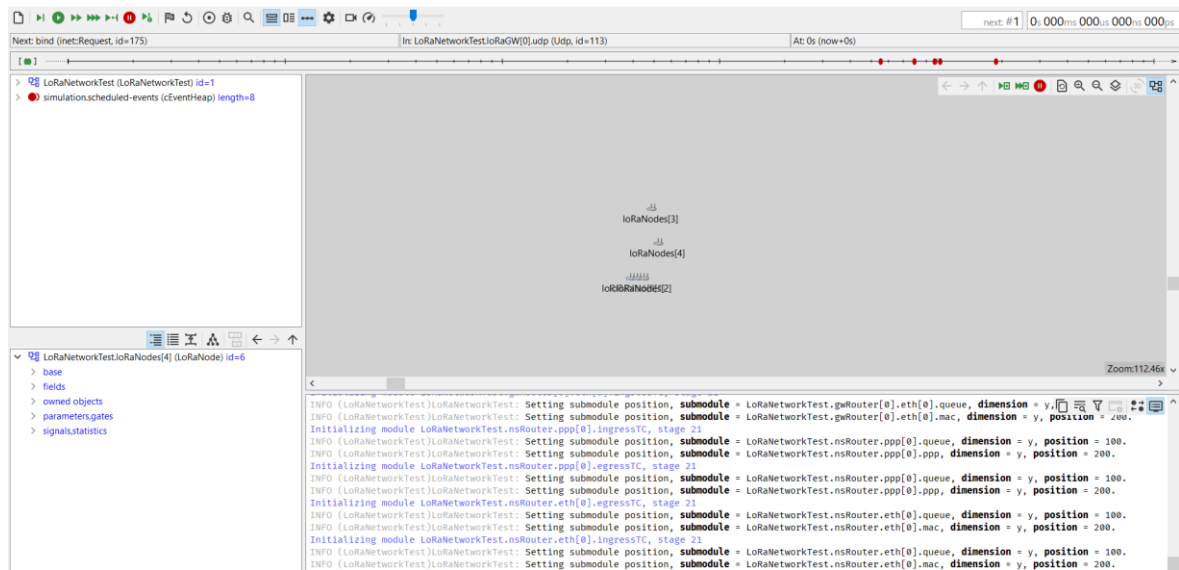 next: #1 0s 000ms 000us 000ns 000ps
Next: bind (inet::Request, id=175) In: LoRaNetworkTest.loRaGW[0].udp (Udp, id=113) At: 0s (now+0s)
LoRaNetworkTest (LoRaNetworkTest) id=1
simulation.scheduled-events (cEventHeap) length=8
loRaNodes[3]
loRaNodes[4]
Nodes[2]
Zoom:112.46x
LoRaNetworkTest.loRaNodes[4] (LoRaNode) id=6
base
fields
owned objects
parameters,gates
signals,statistics
INFO (LoRaNetworkTest)LoRaNetworkTest: Setting submodule position, submodule = LoRaNetworkTest.gwRouter[0].eth[0].queue, dimension = y,
INFO (LoRaNetworkTest)LoRaNetworkTest: Setting submodule position, submodule = LoRaNetworkTest.gwRouter[0].eth[0].mac, dimension = y, position = 200.
Initializing module LoRaNetworkTest.nsRouter.ppp[0].ingressTC, stage 21
INFO (LoRaNetworkTest)LoRaNetworkTest: Setting submodule position, submodule = LoRaNetworkTest.nsRouter.ppp[0].queue, dimension = y, position = 100.
INFO (LoRaNetworkTest)LoRaNetworkTest: Setting submodule position, submodule = LoRaNetworkTest.nsRouter.ppp[0].ppp, dimension = y, position = 200.
Initializing module LoRaNetworkTest.nsRouter.ppp[0].egressTC, stage 21
INFO (LoRaNetworkTest)LoRaNetworkTest: Setting submodule position, submodule = LoRaNetworkTest.nsRouter.ppp[0].queue, dimension = y, position = 100.
INFO (LoRaNetworkTest)LoRaNetworkTest: Setting submodule position, submodule = LoRaNetworkTest.nsRouter.ppp[0].ppp, dimension = y, position = 200.
Initializing module LoRaNetworkTest.nsRouter.eth[0].egressTC, stage 21
INFO (LoRaNetworkTest)LoRaNetworkTest: Setting submodule position, submodule = LoRaNetworkTest.nsRouter.eth[0].queue, dimension = y, position = 100.
INFO (LoRaNetworkTest)LoRaNetworkTest: Setting submodule position, submodule = LoRaNetworkTest.nsRouter.eth[0].mac, dimension = y, position = 200.
Initializing module LoRaNetworkTest.nsRouter.eth[0].ingressTC, stage 21
INFO (LoRaNetworkTest)LoRaNetworkTest: Setting submodule position, submodule = LoRaNetworkTest.nsRouter.eth[0].queue, dimension = y, position = 100.
INFO (LoRaNetworkTest)LoRaNetworkTest: Setting submodule position, submodule = LoRaNetworkTest.nsRouter.eth[0].mac, dimension = y, position = 200.